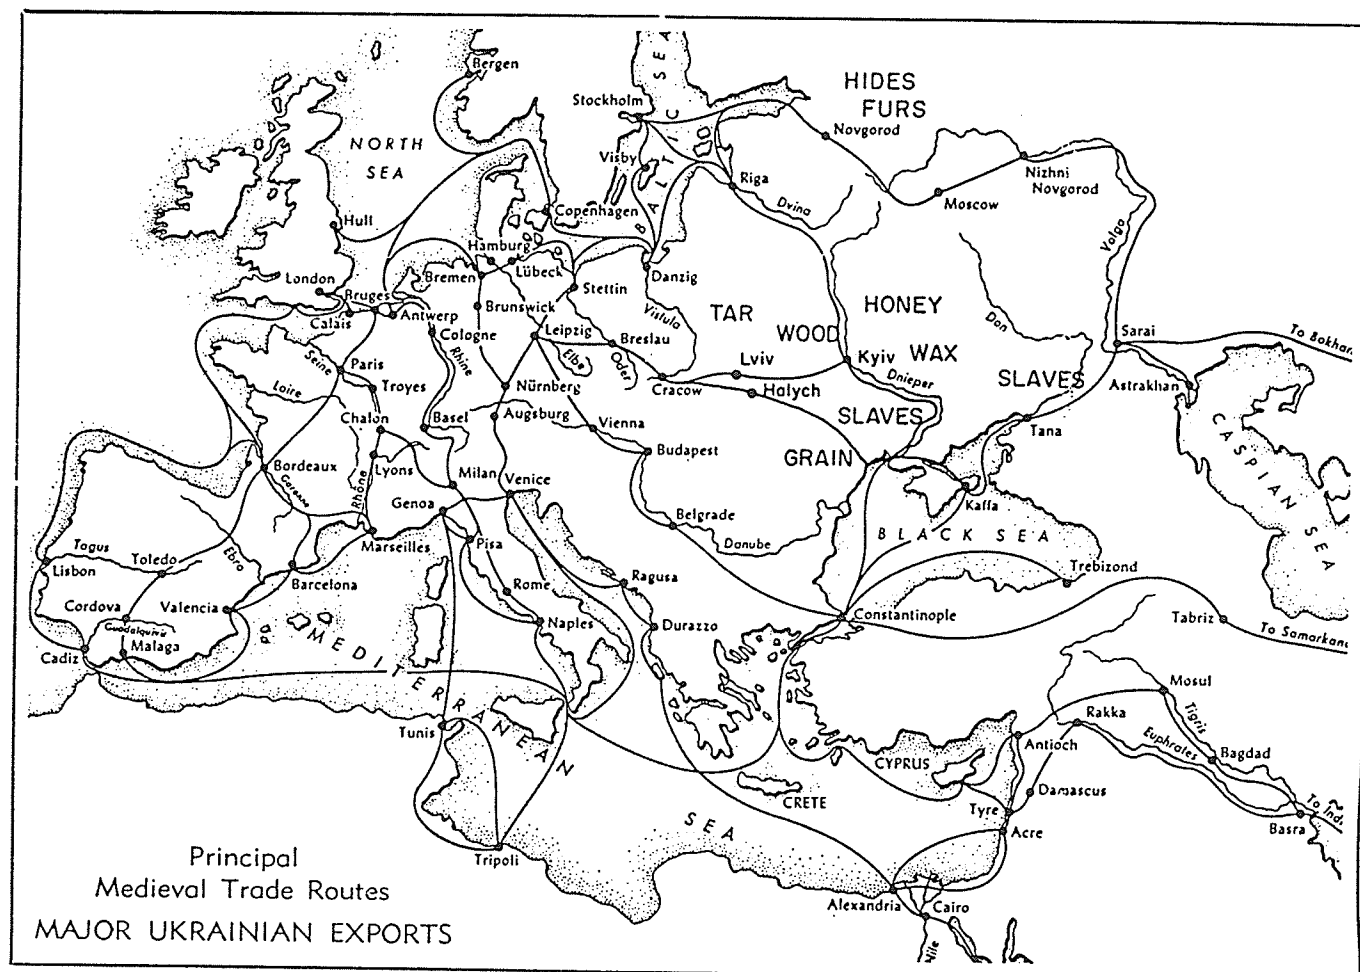 Bergen
HIDES
FURS
Stockholm
Novgorod
NORTH
SEA
BALTIC SEA
Visby
Riga
Nizhni
Novgorod
Moscow
Dvina
Volga
Hull
Copenhagen
Hamburg
Lübeck
Bremen
Danzig
Stettin
London
Bruges
Antwerp
Calais
Brunswick
Cologne
Vistula
TAR
HONEY
WOOD
WAX
Don
Sarai
To Bokhar
Leipzig
Breslau
Elbe
Oder
Rhine
Seine
Paris
Lviv
Kyiv
Dnieper
SLAVES
Astrakhan
Troyes
Loire
Nürnberg
Cracow
Halych
Chalon
Basel
Augsburg
Vienna
SLAVES
Tana
Budapest
GRAIN
Bordeaux
Garonne
Lyons
Rhône
Milan
Venice
Kaffa
CASPIAN SEA
Genoa
Belgrade
Danube
BLACK SEA
Marseilles
Pisa
Tagus
Toledo
Ebro
Lisbon
Barcelona
Rome
Ragusa
Trebizond
Cordova
Valencia
Guadalquivir
Naples
Durazzo
Constantinople
Tabriz
To Samarkand
Cadiz
Malaga
MEDITERRANEAN
Mosul
Tunis
Rakka
Tigris
Antioch
Euphrates
Bagdad
CYPRUS
CRETE
Damascus
Tyre
Acre
To Ind.
Basra
SEA
Tripoli
Alexandria
Cairo
Nile
Principal
Medieval Trade Routes
MAJOR UKRAINIAN EXPORTS